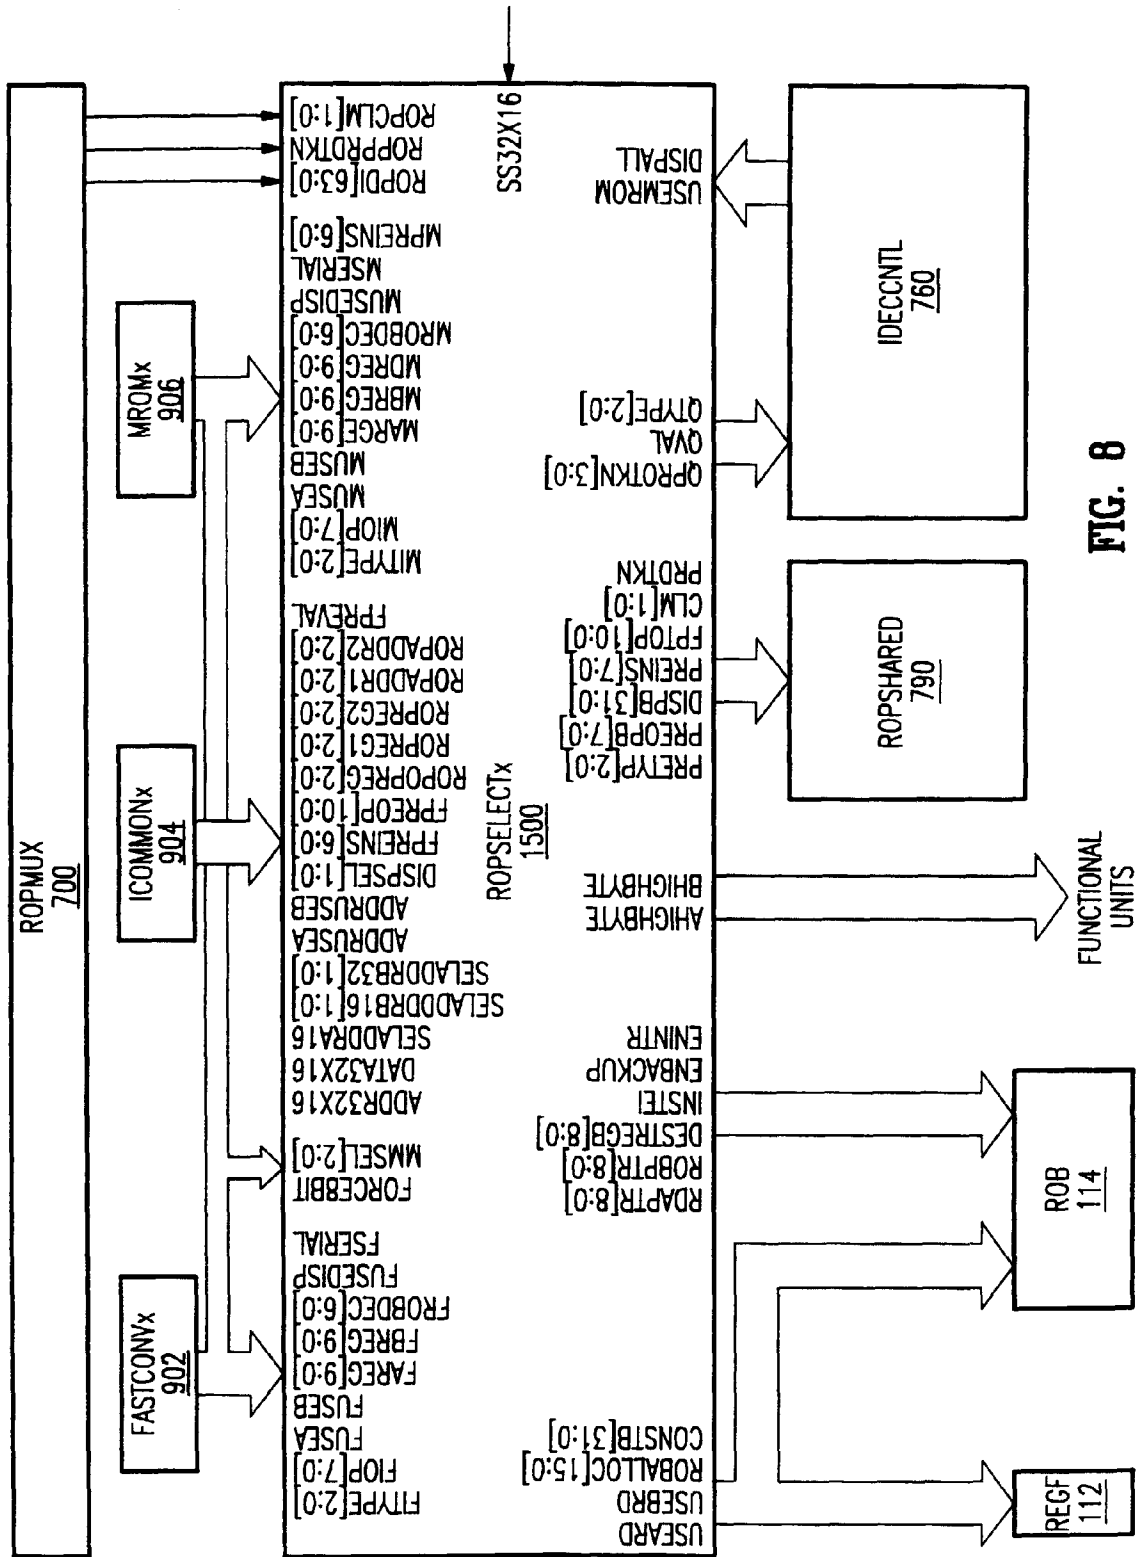 ROPMUX
700
FASTCONVx
902
ICOMMONx
904
MROMx
906
FITYPE[2:0]
FIOP[7:0]
FUSEA
FUSEB
FAREG[9:0]
FBREG[9:0]
FROBDEC[6:0]
FUSEDISP
FSERIAL
FORCE8BIT
MMSEL[2:0]
ADDR32X16
DATA32X16
SELADDRA16
SELADDDRB16[1:0]
SELADDRB32[1:0]
ADDRUSEA
ADDRUSEB
DISPSEL[1:0]
FPREINS[6:0]
FPREOP[10:0]
ROPOPREG[2:0]
ROPREG1[2:0]
ROPREG2[2:0]
ROPADDR1[2:0]
ROPADDR2[2:0]
FPREVAL
MITYPE[2:0]
MIOP[7:0]
MUSEA
MUSEB
MARGE[9:0]
MBREG[9:0]
MDREG[9:0]
MROBDEC[6:0]
MUSEDISP
MSERIAL
MPREINS[6:0]
ROPDI[63:0]
ROPPRDTKN
ROPCLM[1:0]
ROPSELECTx
1500
SS32X16
USEARD
USEBRD
ROBALLOC[15:0]
CONSTB[31:0]
RDAPTR[8:0]
ROBPTR[8:0]
DESTREGB[8:0]
INSTEI
ENBACKUP
ENINTR
AHIGHBYTE
BHIGHBYTE
PRETYP[2:0]
PREOPB[7:0]
DISPB[31:0]
PREINS[7:0]
FPTOP[10:0]
CLM[1:0]
PRDTKN
QPROTKN[3:0]
QVAL
QTYPE[2:0]
USEMROM
DISPALL
REGF
112
ROB
114
FUNCTIONAL
UNITS
ROPSHARED
790
IDECCNTL
760
FIG. 8